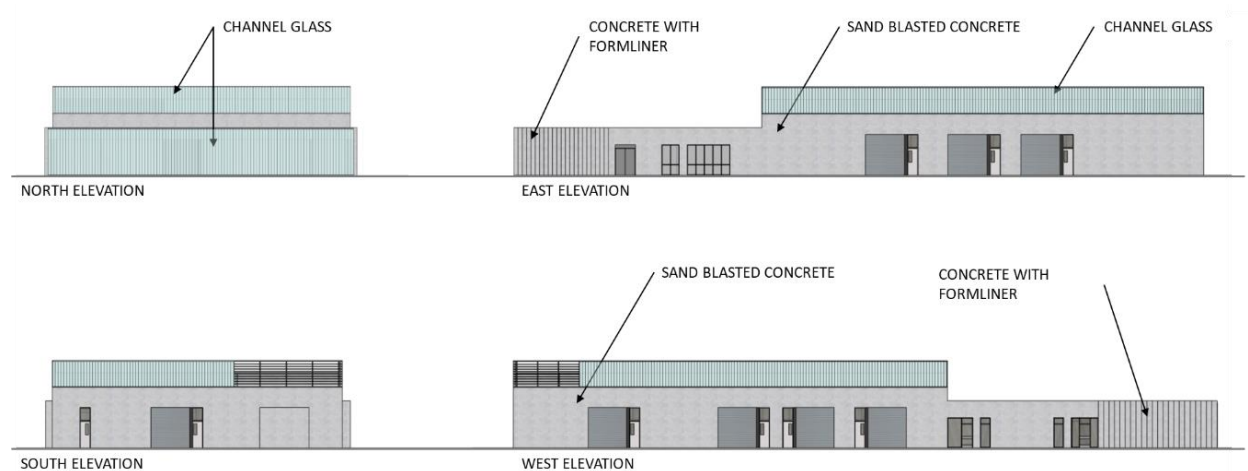 CHANNEL GLASS
CONCRETE WITH
FORMLINER
SAND BLASTED CONCRETE
CHANNEL GLASS
NORTH ELEVATION
EAST ELEVATION
SAND BLASTED CONCRETE
CONCRETE WITH
FORMLINER
SOUTH ELEVATION
WEST ELEVATION